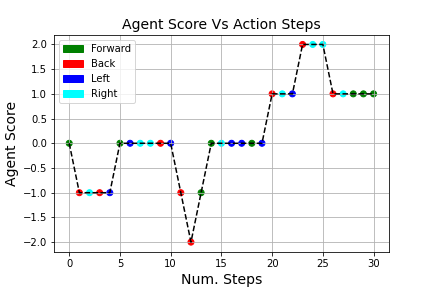 Agent Score Vs Action Steps
Forward
Back
Left
Right
2.0
1.5
1.0
0.5
0.0
−0.5
−1.0
−1.5
−2.0
Agent Score
0 5 10 15 20 25 30
Num. Steps